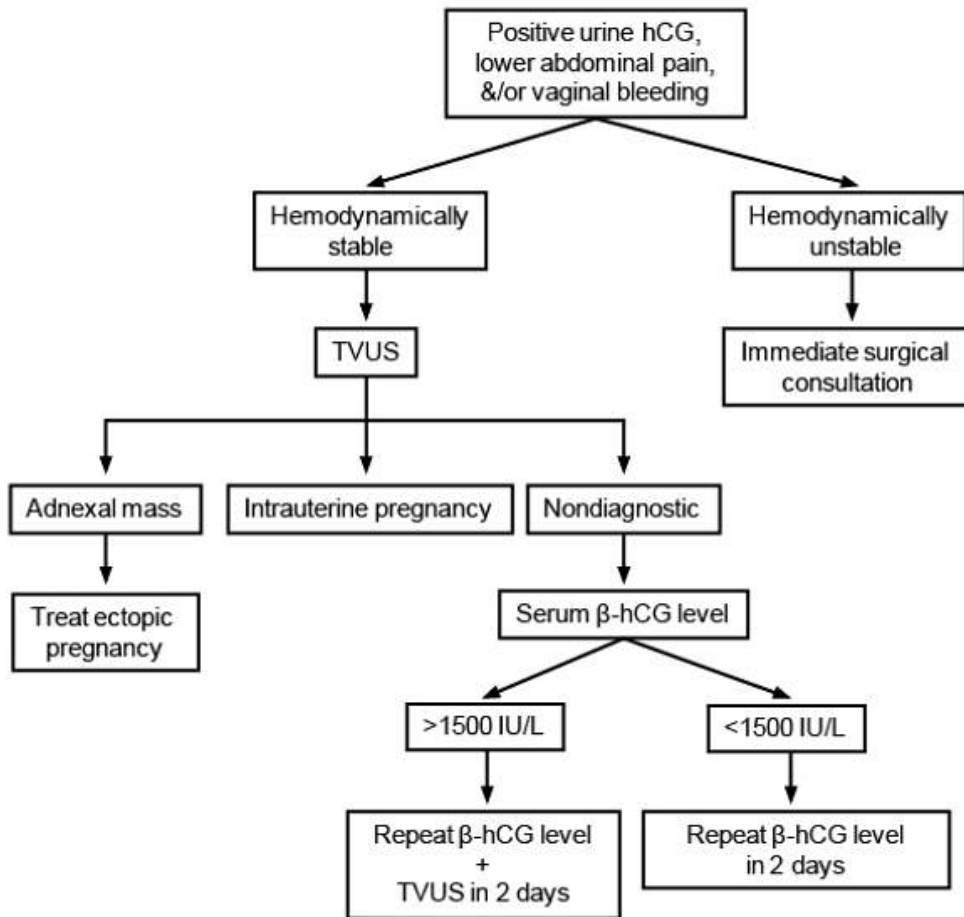 Positive urine hCG,
lower abdominal pain,
&/or vaginal bleeding
Hemodynamically
stable
Hemodynamically
unstable
TVUS
Immediate surgical
consultation
Adnexal mass
Intrauterine pregnancy
Nondiagnostic
Treat ectopic
pregnancy
Serum β-hCG level
>1500 IU/L
<1500 IU/L
Repeat β-hCG level
+
TVUS in 2 days
Repeat β-hCG level
in 2 days